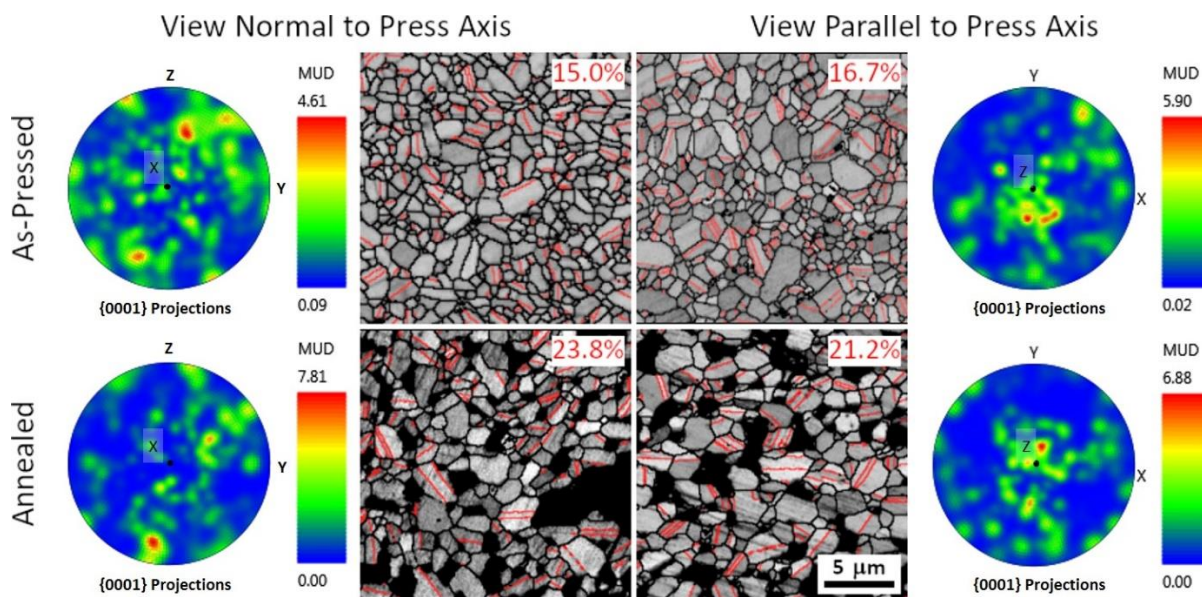 View Normal to Press Axis
View Parallel to Press Axis
As-Pressed
Z
X
Y
{0001} Projections
MUD
4.61
0.09
15.0%
16.7%
Y
Z
X
{0001} Projections
MUD
5.90
0.02
Annealed
Z
X
Y
{0001} Projections
MUD
7.81
0.00
23.8%
21.2%
5 μm
Y
Z
X
{0001} Projections
MUD
6.88
0.00